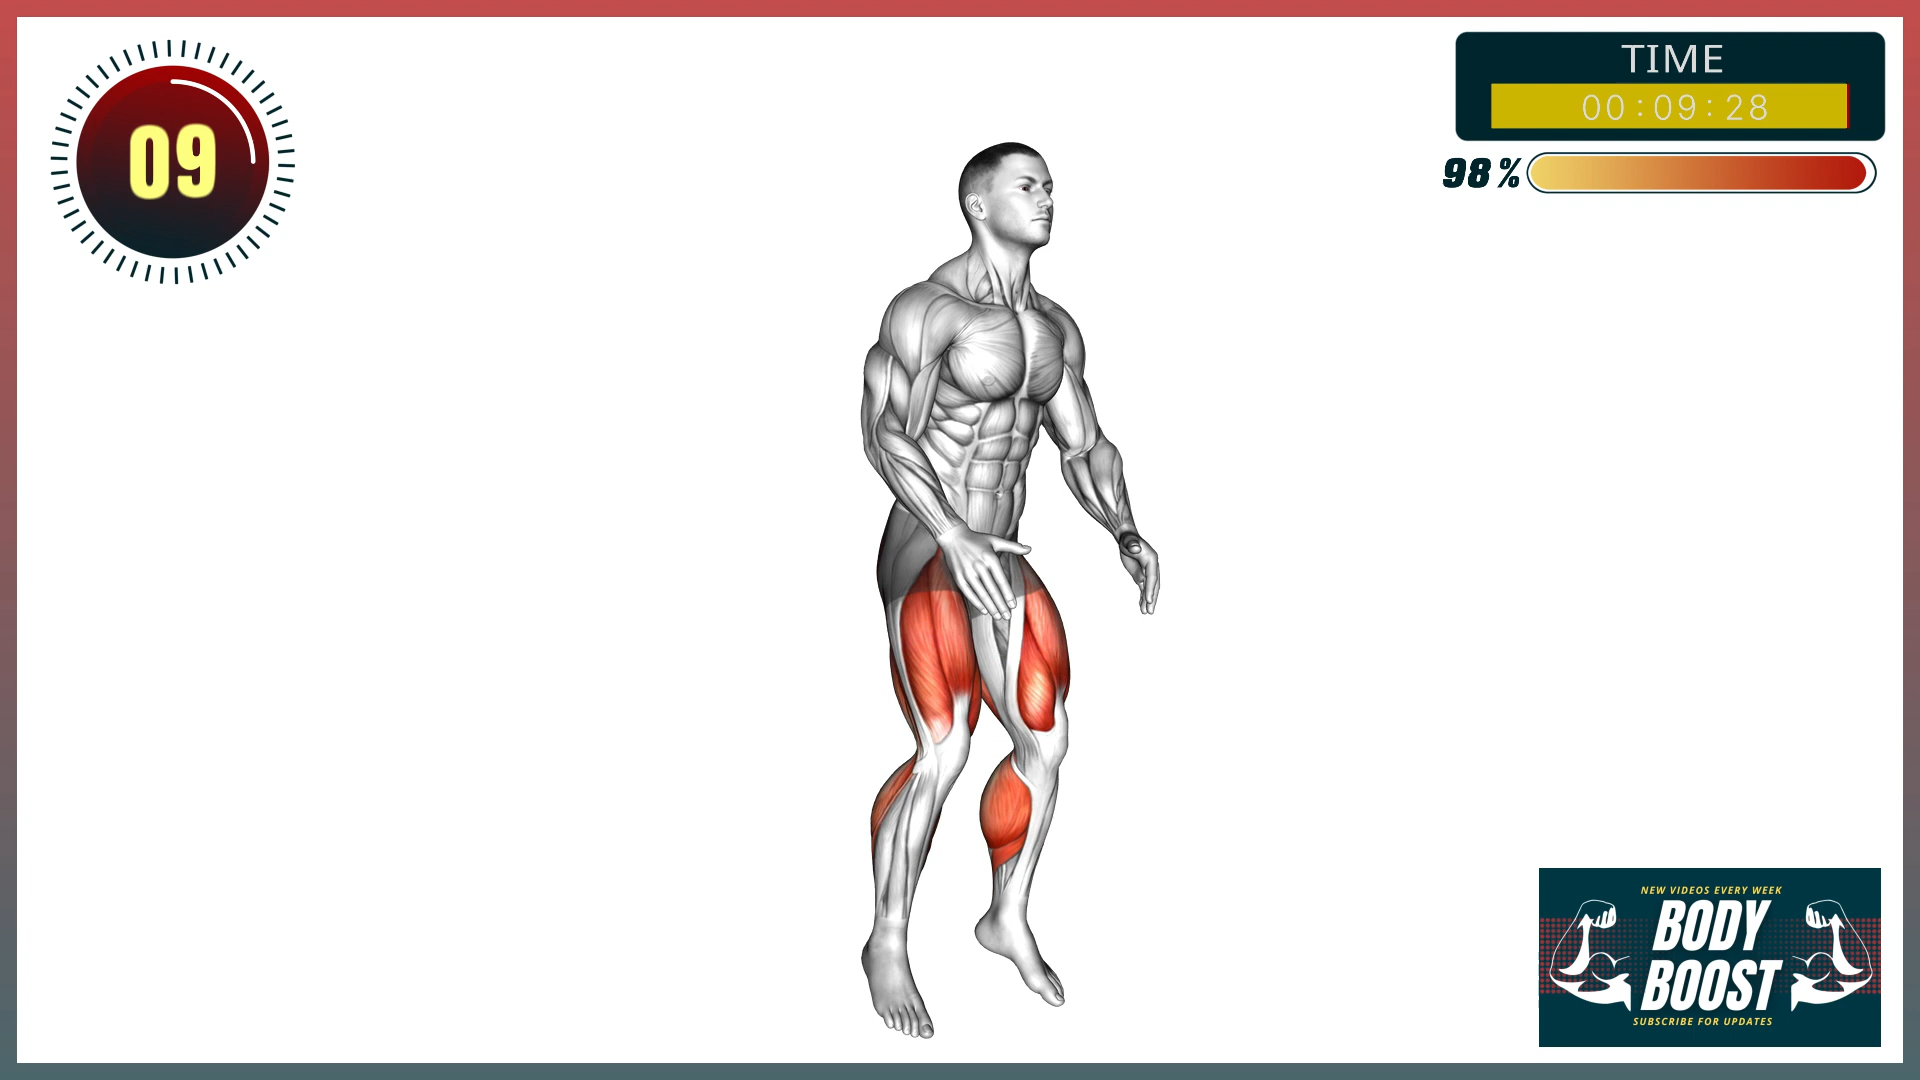 09
TIME
00:09:28
98%
NEW VIDEOS EVERY WEEK
BODY
BOOST
SUBSCRIBE FOR UPDATES